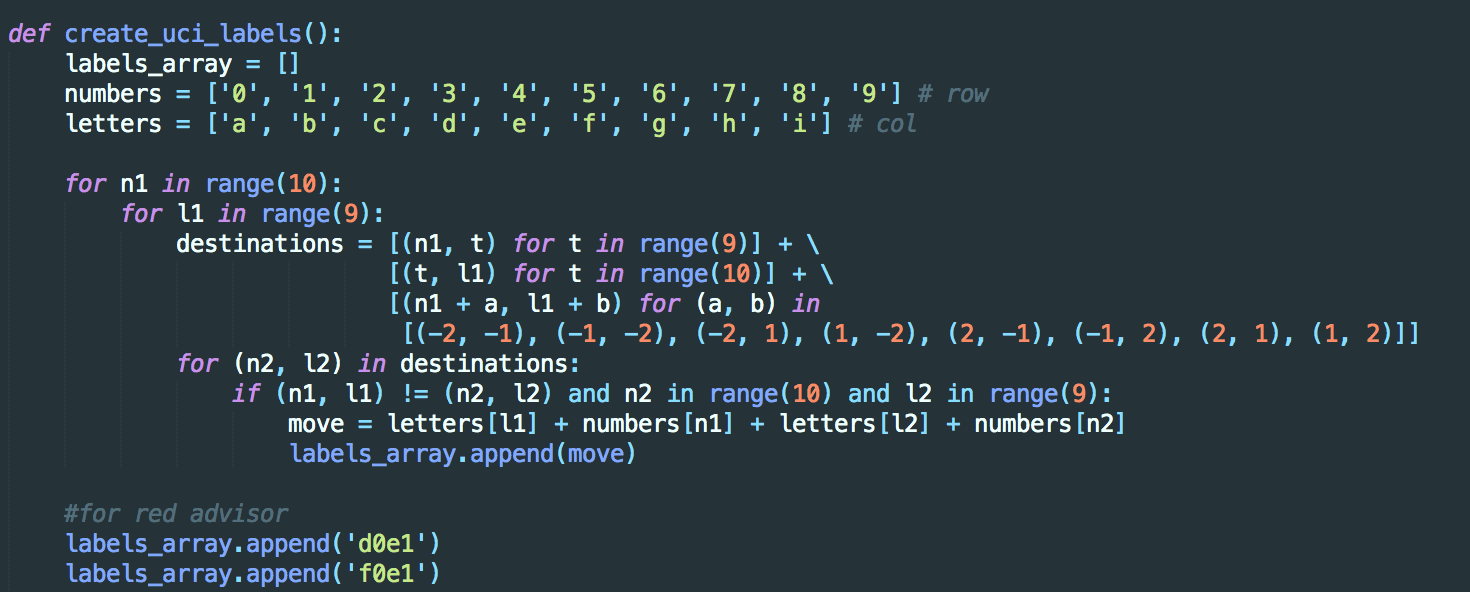 def create_uci_labels():
    labels_array = []
    numbers = ['0', '1', '2', '3', '4', '5', '6', '7', '8', '9'] # row
    letters = ['a', 'b', 'c', 'd', 'e', 'f', 'g', 'h', 'i'] # col

    for n1 in range(10):
        for l1 in range(9):
            destinations = [(n1, t) for t in range(9)] + \
                           [(t, l1) for t in range(10)] + \
                           [(n1 + a, l1 + b) for (a, b) in
                            [(-2, -1), (-1, -2), (-2, 1), (1, -2), (2, -1), (-1, 2), (2, 1), (1, 2)]]
            for (n2, l2) in destinations:
                if (n1, l1) != (n2, l2) and n2 in range(10) and l2 in range(9):
                    move = letters[l1] + numbers[n1] + letters[l2] + numbers[n2]
                    labels_array.append(move)

    #for red advisor
    labels_array.append('d0e1')
    labels_array.append('f0e1')